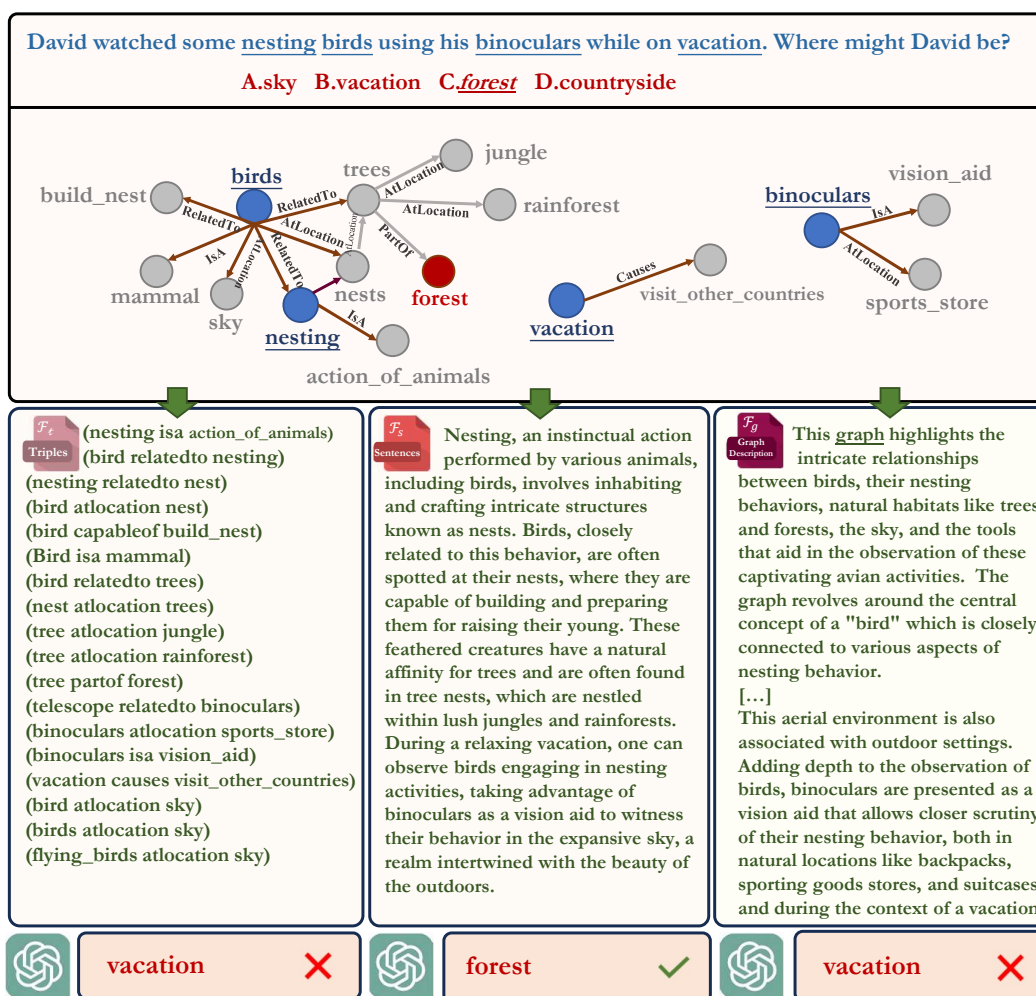 David watched some nesting birds using his binoculars while on vacation. Where might David be?
A.sky B.vacation C.forest D.countryside
birds
trees
jungle
vision_aid
build_nest
RelatedTo
AtLocation
binoculars
RelatedTo
AtLocation
AtLocation
rainforest
IsA
AtLocation
RelatedTo
AtLocation
PartOf
IsA
AtLocation
Causes
mammal
nests
forest
visit_other_countries
sports_store
sky
nesting
IsA
vacation
action_of_animals
Ft
Triples
(nesting isa action_of_animals)
(bird relatedto nesting)
(nesting relatedto nest)
(bird atlocation nest)
(bird capableof build_nest)
(Bird isa mammal)
(bird relatedto trees)
(nest atlocation trees)
(tree atlocation jungle)
(tree atlocation rainforest)
(tree partof forest)
(telescope relatedto binoculars)
(binoculars atlocation sports_store)
(binoculars isa vision_aid)
(vacation causes visit_other_countries)
(bird atlocation sky)
(birds atlocation sky)
(flying_birds atlocation sky)
Fs
Sentences
Nesting, an instinctual action
performed by various animals,
including birds, involves inhabiting
and crafting intricate structures
known as nests. Birds, closely
related to this behavior, are often
spotted at their nests, where they are
capable of building and preparing
them for raising their young. These
feathered creatures have a natural
affinity for trees and are often found
in tree nests, which are nestled
within lush jungles and rainforests.
During a relaxing vacation, one can
observe birds engaging in nesting
activities, taking advantage of
binoculars as a vision aid to witness
their behavior in the expansive sky, a
realm intertwined with the beauty of
the outdoors.
Fg
Graph
Description
This graph highlights the
intricate relationships
between birds, their nesting
behaviors, natural habitats like trees
and forests, the sky, and the tools
that aid in the observation of these
captivating avian activities. The
graph revolves around the central
concept of a "bird" which is closely
connected to various aspects of
nesting behavior.
[…]
This aerial environment is also
associated with outdoor settings.
Adding depth to the observation of
birds, binoculars are presented as a
vision aid that allows closer scrutiny
of their nesting behavior, both in
natural locations like backpacks,
sporting goods stores, and suitcases
and during the context of a vacation
vacation
forest
vacation